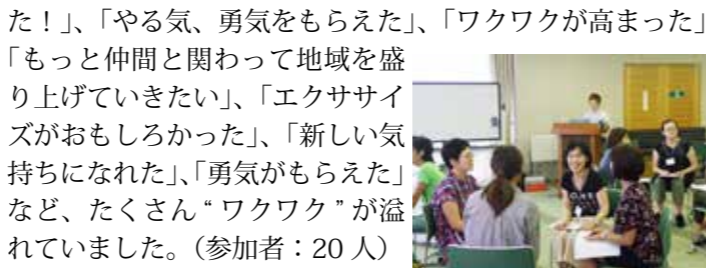 た！」、「やる気、勇気をもらえた」、「ワクワクが高まった」
「もっと仲間と関わって地域を盛
り上げていきたい」、「エクササイ
ズがおもしろかった」、「新しい気
持ちになれた」、「勇気がもらえた」
など、たくさん“ワクワク”が溢
れていました。（参加者：20 人）